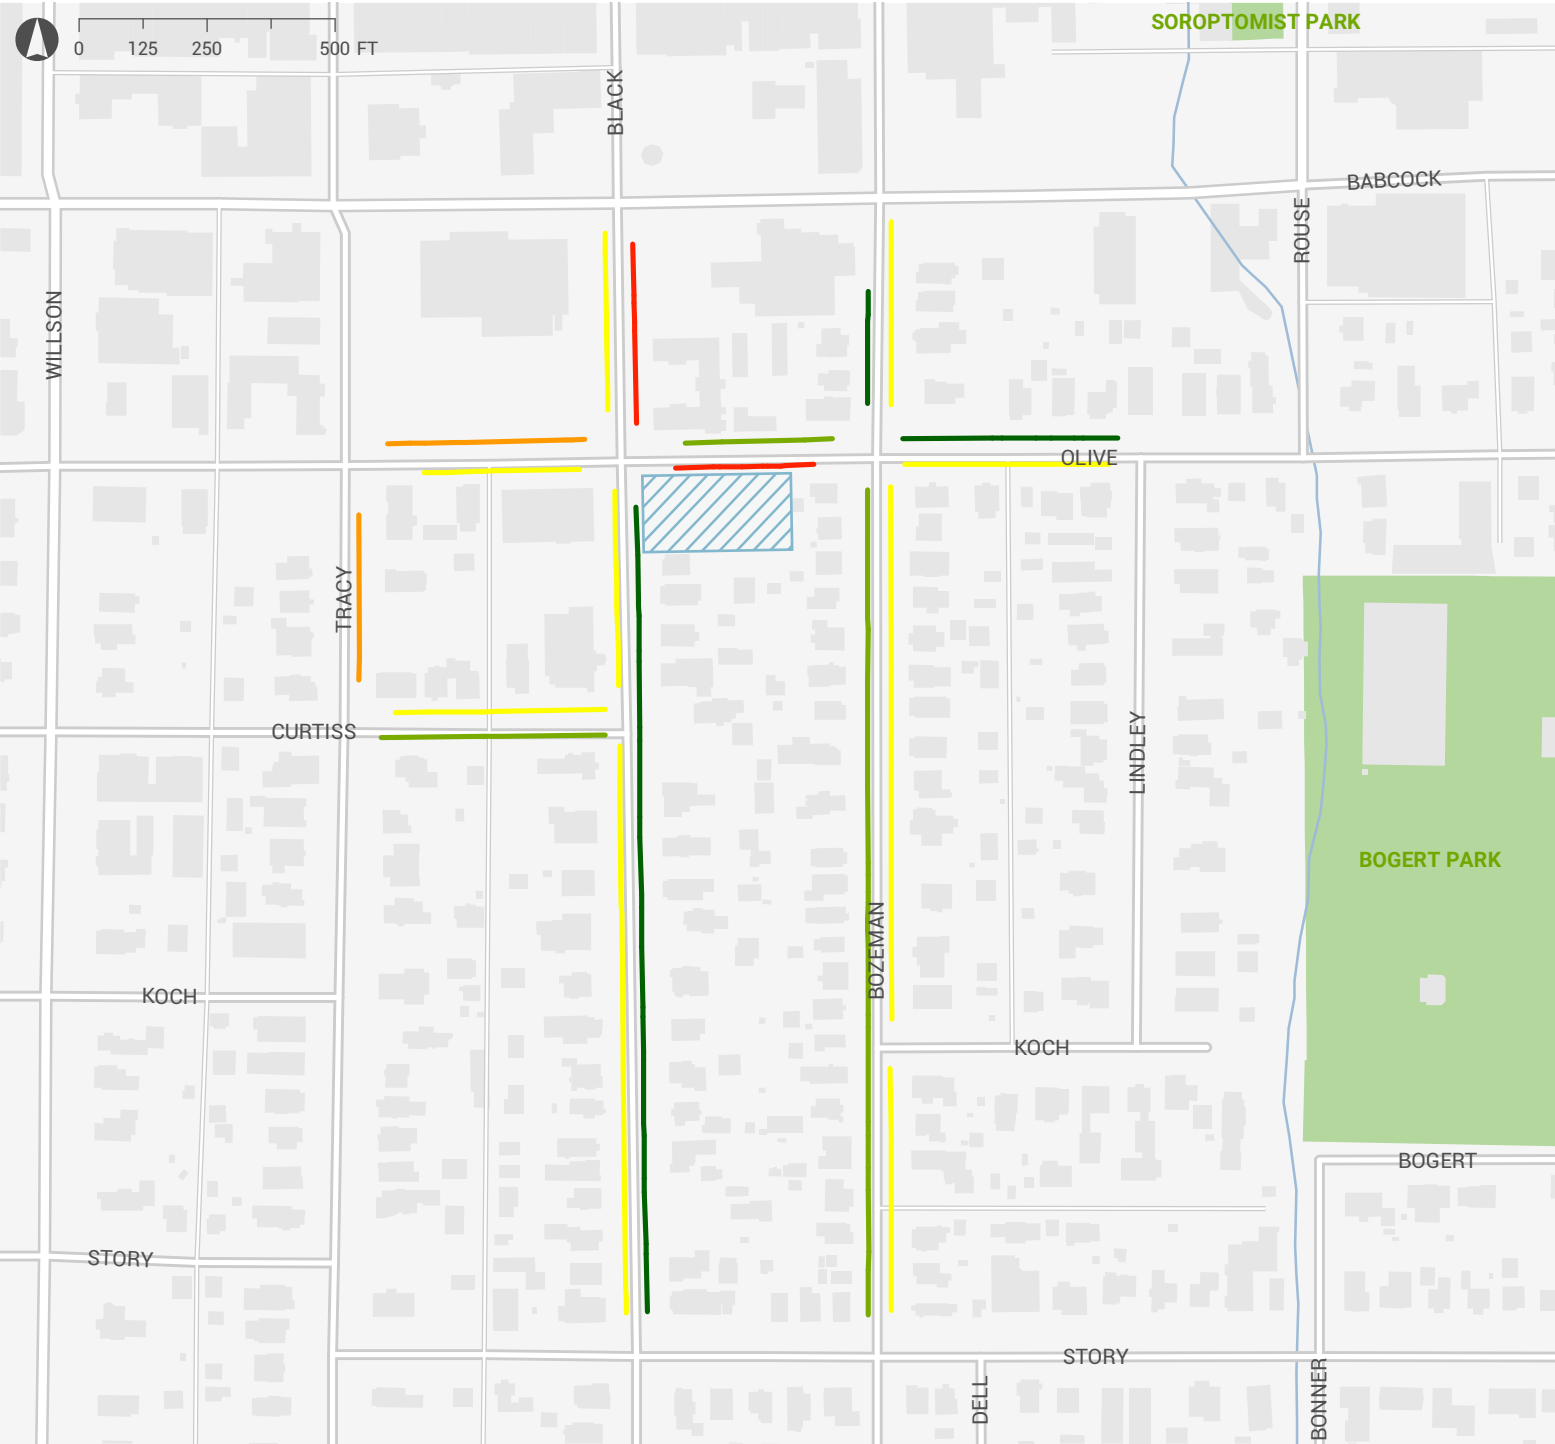 SOROPTOMIST PARK
0 125 250 500 FT
BLACK
BABCOCK
ROUSE
WILLSON
OLIVE
TRACY
CURTISS
LINDLEY
BOGERT PARK
BOZEMAN
KOCH
KOCH
BOGERT
STORY
STORY
DELL
BONNER